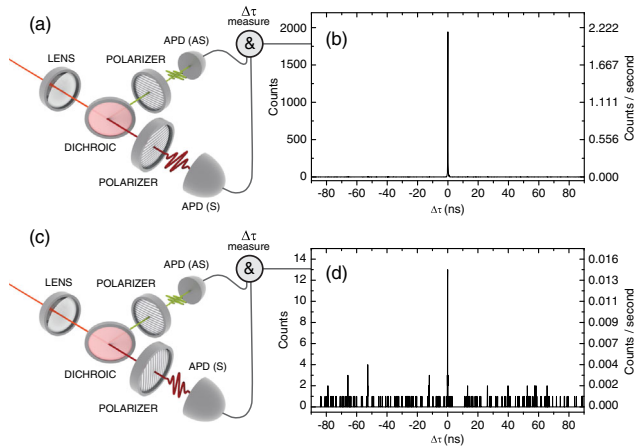 (a)
Δτ
measure
&
APD (AS)
POLARIZER
LENS
DICHROIC
POLARIZER
APD (S)
(b)
2000
1500
1000
500
0
Counts
2.222
1.667
1.111
0.556
0.000
Counts / second
-80 -60 -40 -20 0 20 40 60 80
Δτ (ns)
(c)
Δτ
measure
&
APD (AS)
POLARIZER
LENS
DICHROIC
APD (S)
POLARIZER
(d)
14
12
10
8
6
4
2
0
Counts
0.016
0.014
0.012
0.009
0.007
0.004
0.002
0.000
Counts / second
-80 -60 -40 -20 0 20 40 60 80
Δτ (ns)